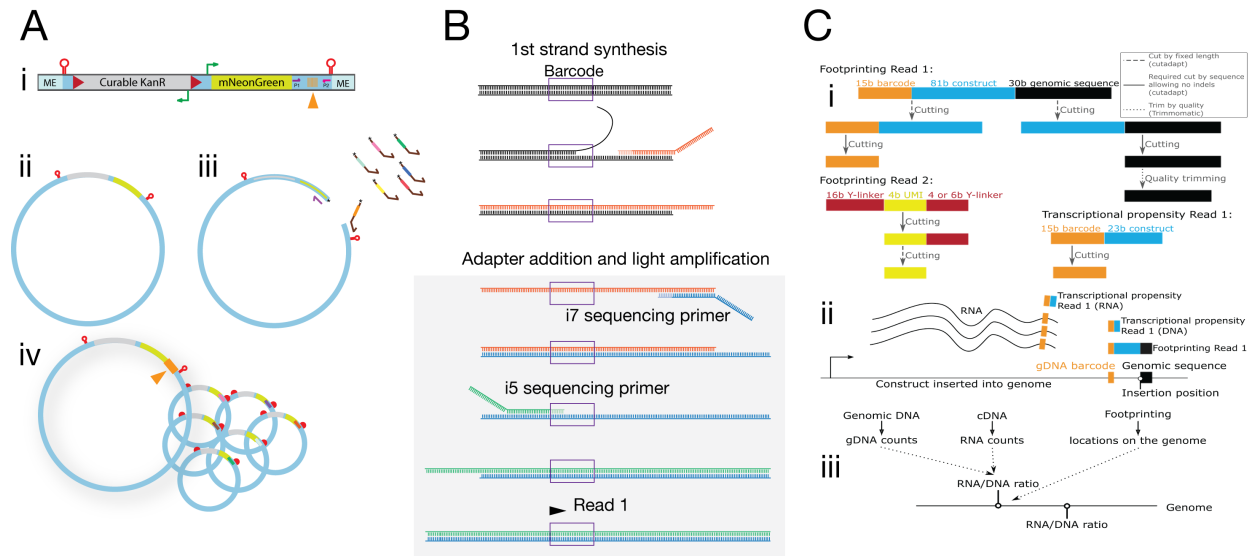 A
i
ME
Curable KanR
mNeonGreen
P1
P2
ME
ii
iii
iv
B
1st strand synthesis
Barcode
Adapter addition and light amplification
i7 sequencing primer
i5 sequencing primer
Read 1
C
Cut by fixed length
(cutadapt)
Required cut by sequence
allowing no indels
(cutadapt)
Trim by quality
(Trimmomatic)
i
Footprinting Read 1:
15b barcode 81b construct 30b genomic sequence
Cutting
Cutting
Cutting
Cutting
Quality trimming
Footprinting Read 2:
16b Y-linker 4b UMI 4 or 6b Y-linker
Cutting
Cutting
Transcriptional propensity Read 1:
15b barcode 23b construct
Cutting
ii
RNA
Transcriptional propensity
Read 1 (RNA)
Transcriptional propensity
Read 1 (DNA)
Footprinting Read 1
gDNA barcode Genomic sequence
Construct inserted into genome
Insertion position
Genomic DNA
cDNA
Footprinting
gDNA counts
RNA counts
locations on the genome
iii
RNA/DNA ratio
Genome
RNA/DNA ratio